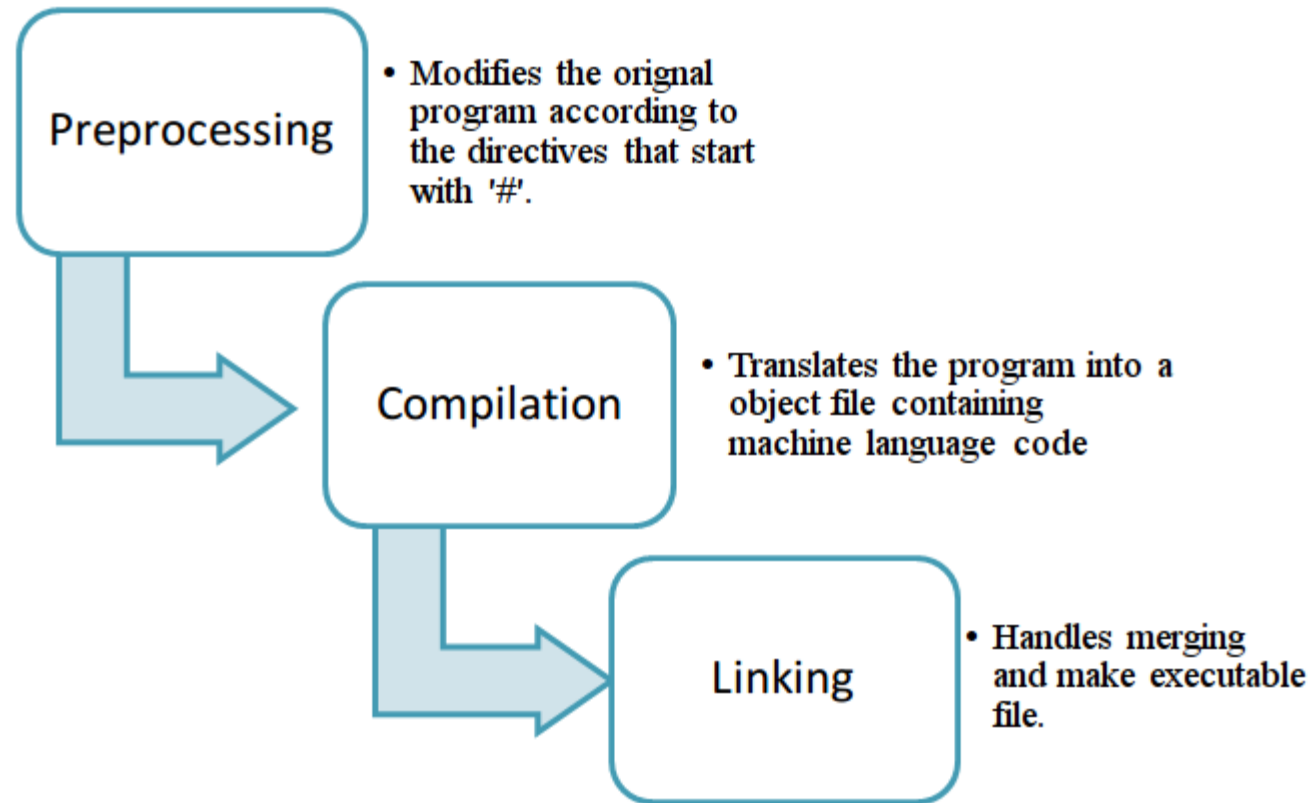 Preprocessing
• Modifies the orignal
program according to
the directives that start
with '#'.
Compilation
• Translates the program into a
object file containing
machine language code
Linking
• Handles merging
and make executable
file.